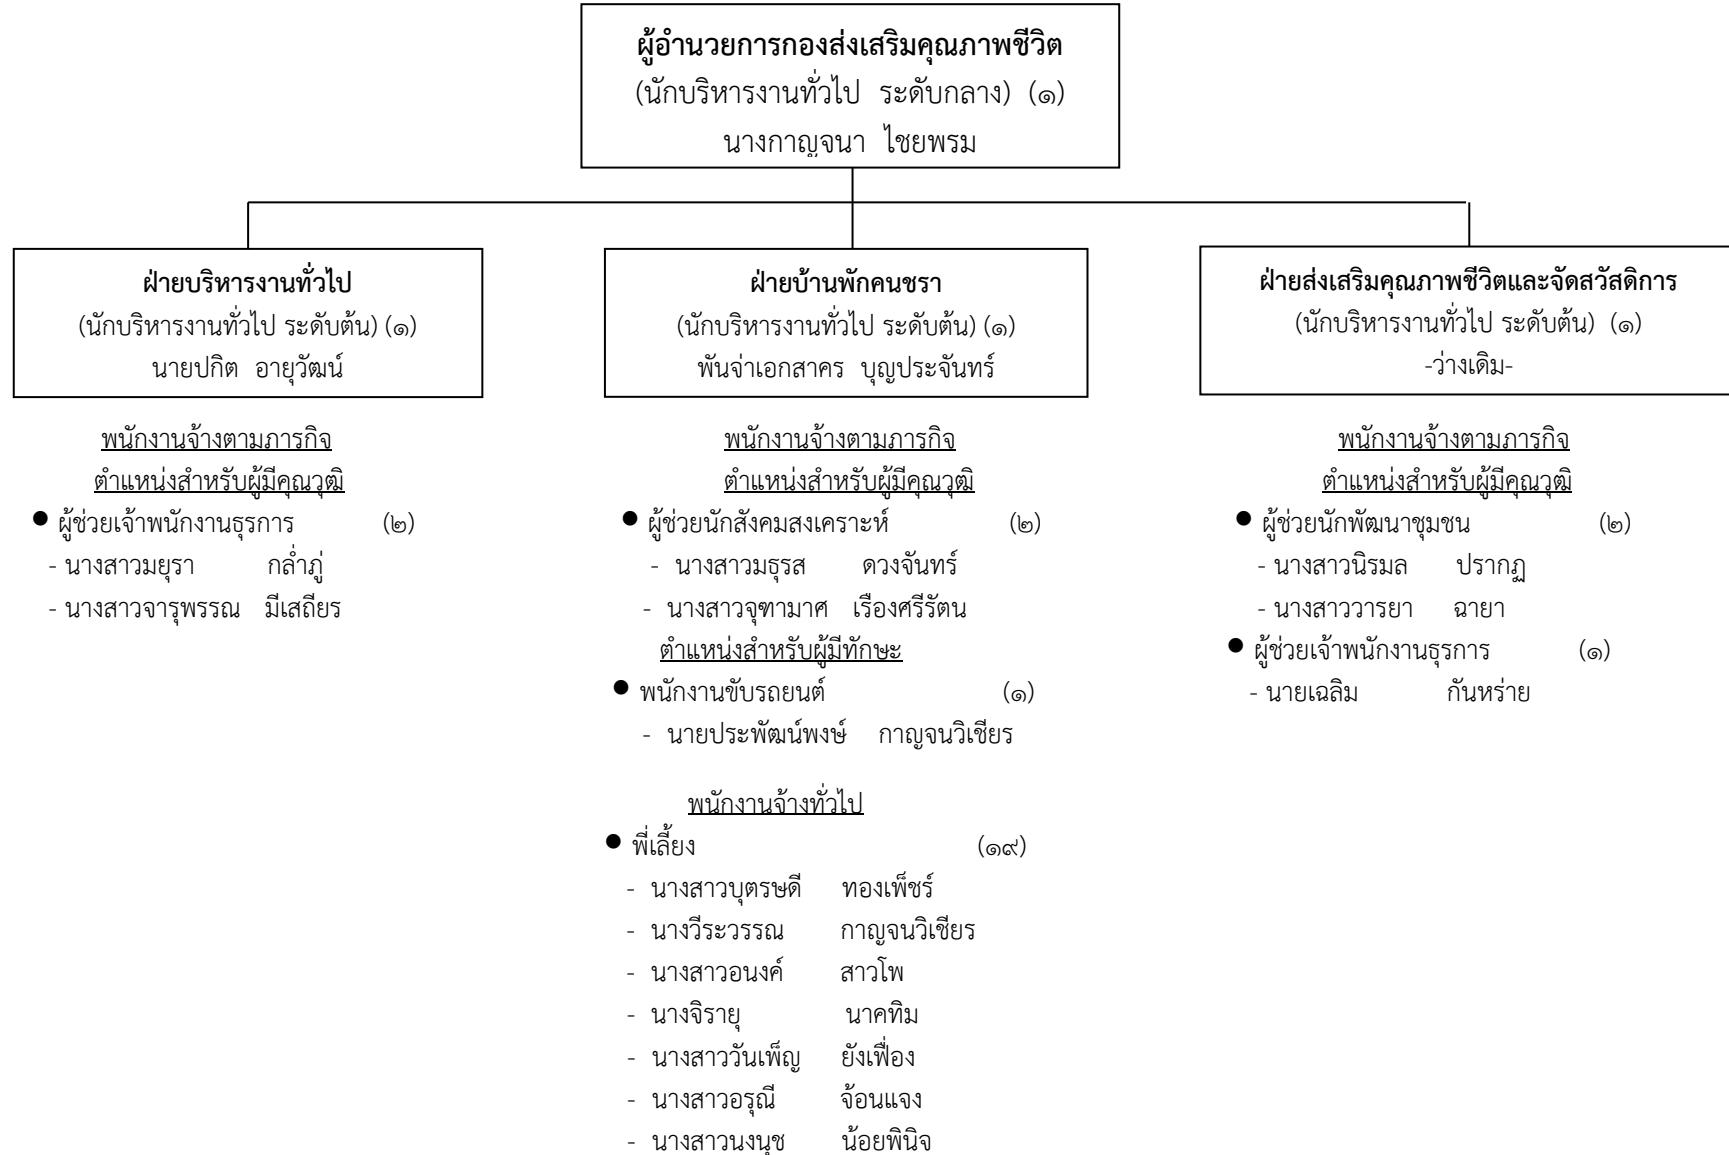 ผู้อำนวยการกองส่งเสริมคุณภาพชีวิต
(นักบริหารงานทั่วไป ระดับกลาง) (๑)
นางกาญจนา ไชยพรม
ฝ่ายบริหารงานทั่วไป
(นักบริหารงานทั่วไป ระดับต้น) (๑)
นายปกิต อายุวัฒน์
พนักงานจ้างตามภารกิจ
ตำแหน่งสำหรับผู้มีคุณวุฒิ
● ผู้ช่วยเจ้าพนักงานธุรการ (๒)
- นางสาวมยุรา กล่ำภู่
- นางสาวจารุพรรณ มีเสถียร
ฝ่ายบ้านพักคนชรา
(นักบริหารงานทั่วไป ระดับต้น) (๑)
พันจ่าเอกสาคร บุญประจันทร์
พนักงานจ้างตามภารกิจ
ตำแหน่งสำหรับผู้มีคุณวุฒิ
● ผู้ช่วยนักสังคมสงเคราะห์ (๒)
- นางสาวมธุรส ดวงจันทร์
- นางสาวจุฑามาศ เรืองศรีรัตน
ตำแหน่งสำหรับผู้มีทักษะ
● พนักงานขับรถยนต์ (๑)
- นายประพัฒน์พงษ์ กาญจนวิเชียร
พนักงานจ้างทั่วไป
● พี่เลี้ยง (๑๙)
- นางสาวบุตรษดี ทองเพ็ชร์
- นางวีระวรรณ กาญจนวิเชียร
- นางสาวอนงค์ สาวโพ
- นางจิรายุ นาคทิม
- นางสาววันเพ็ญ ยังเฟื่อง
- นางสาวอรุณี จ้อนแจง
- นางสาวนงนุช น้อยพินิจ
ฝ่ายส่งเสริมคุณภาพชีวิตและจัดสวัสดิการ
(นักบริหารงานทั่วไป ระดับต้น) (๑)
-ว่างเดิม-
พนักงานจ้างตามภารกิจ
ตำแหน่งสำหรับผู้มีคุณวุฒิ
● ผู้ช่วยนักพัฒนาชุมชน (๒)
- นางสาวนิรมล ปรากฏ
- นางสาววารยา ฉายา
● ผู้ช่วยเจ้าพนักงานธุรการ (๑)
- นายเฉลิม กันหร่าย